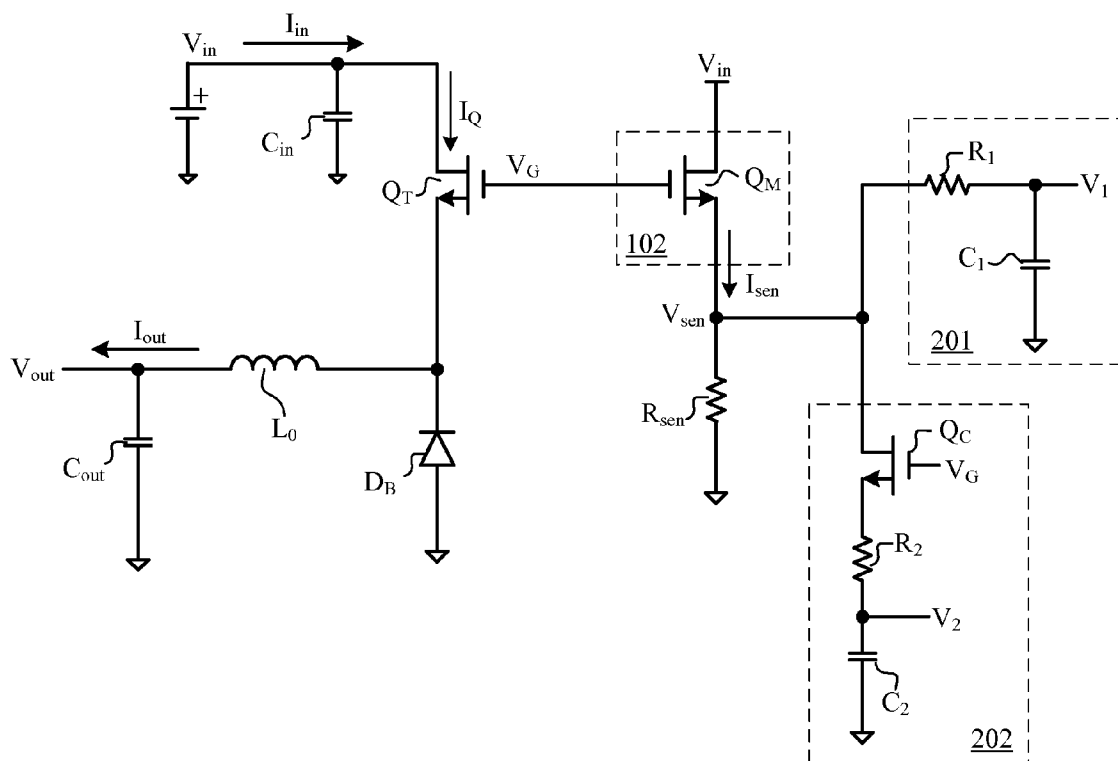 I_in
V_in
+
C_in
I_Q
Q_T
V_G
V_in
Q_M
102
I_sen
V_sen
R_sen
R_1
V_1
C_1
201
I_out
V_out
L_0
C_out
D_B
Q_C
V_G
R_2
V_2
C_2
202